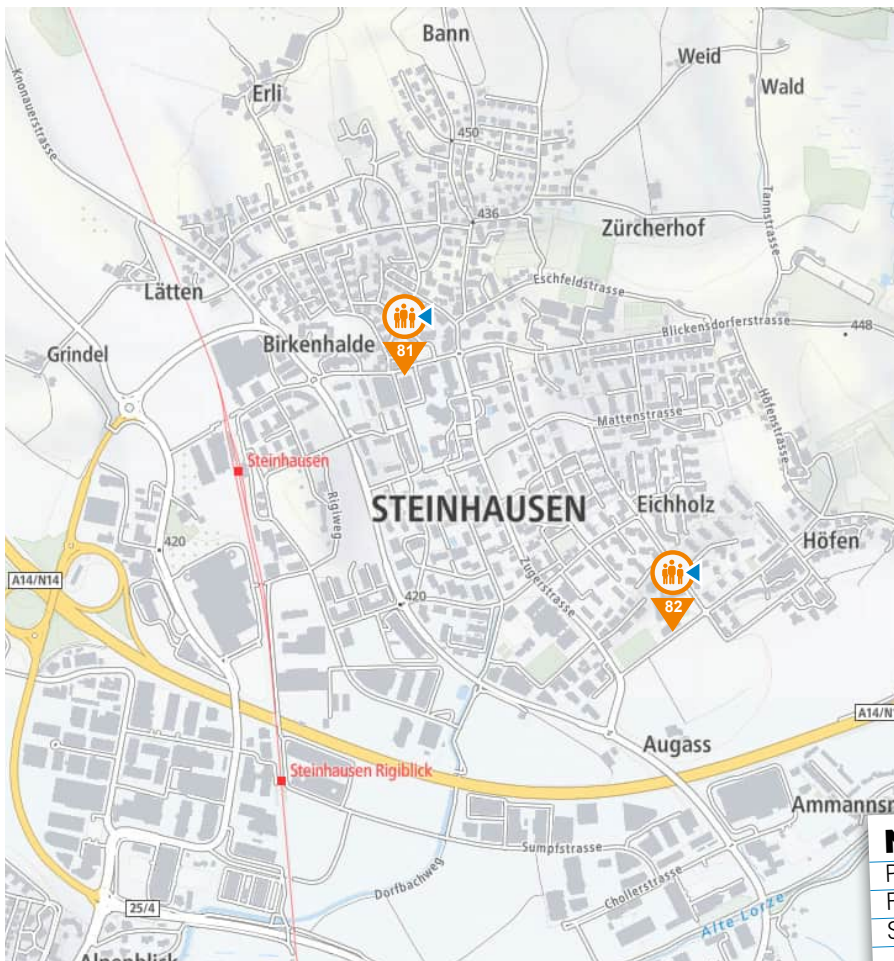 Bann
Weid
Knonauerstrasse
Erli
Wald
450
Tannstrasse
436
Zürcherhof
Eschfeldstrasse
Lätten
Blickensdorferstrasse
448
Birkenhalde
81
Grindel
Höfenstrasse
Mattenstrasse
Steinhausen
Rigiweg
STEINHAUSEN
Eichholz
Höfen
420
Zugerstrasse
A14/N14
420
82
A14/N1
Augass
Steinhausen Rigiblick
Ammannsm
Sumpfstrasse
Dorfbachweg
Chollerstrasse
25/4
Alte Lorze
Alpenblick